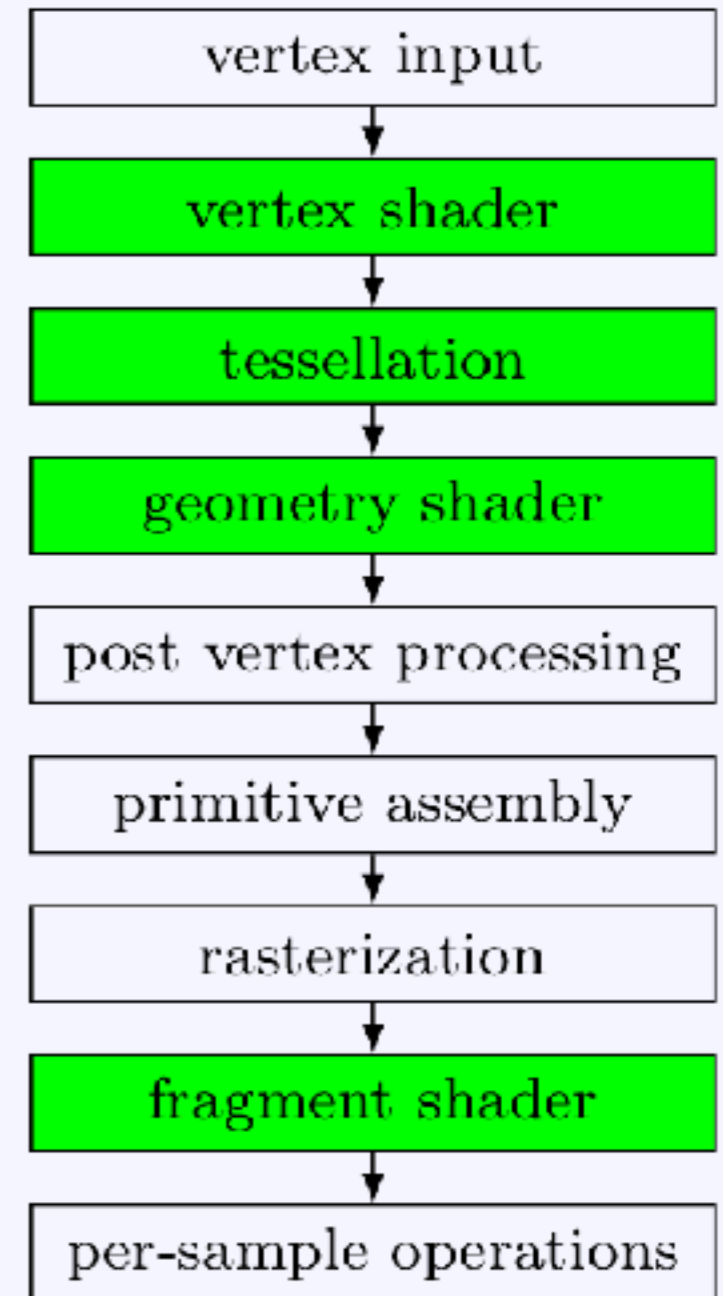 vertex input
vertex shader
tessellation
geometry shader
post vertex processing
primitive assembly
rasterization
fragment shader
per-sample operations